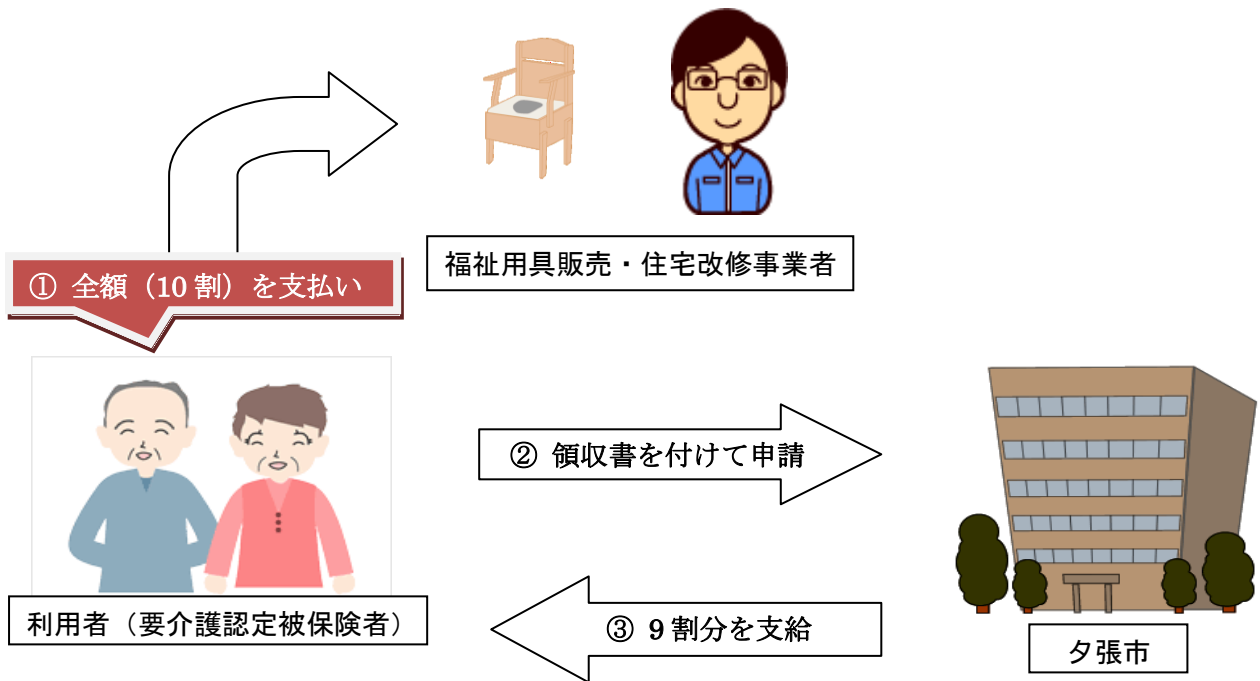 福祉用具販売・住宅改修事業者
① 全額（10 割）を支払い
② 領収書を付けて申請
利用者（要介護認定被保険者）
③ 9 割分を支給
夕張市